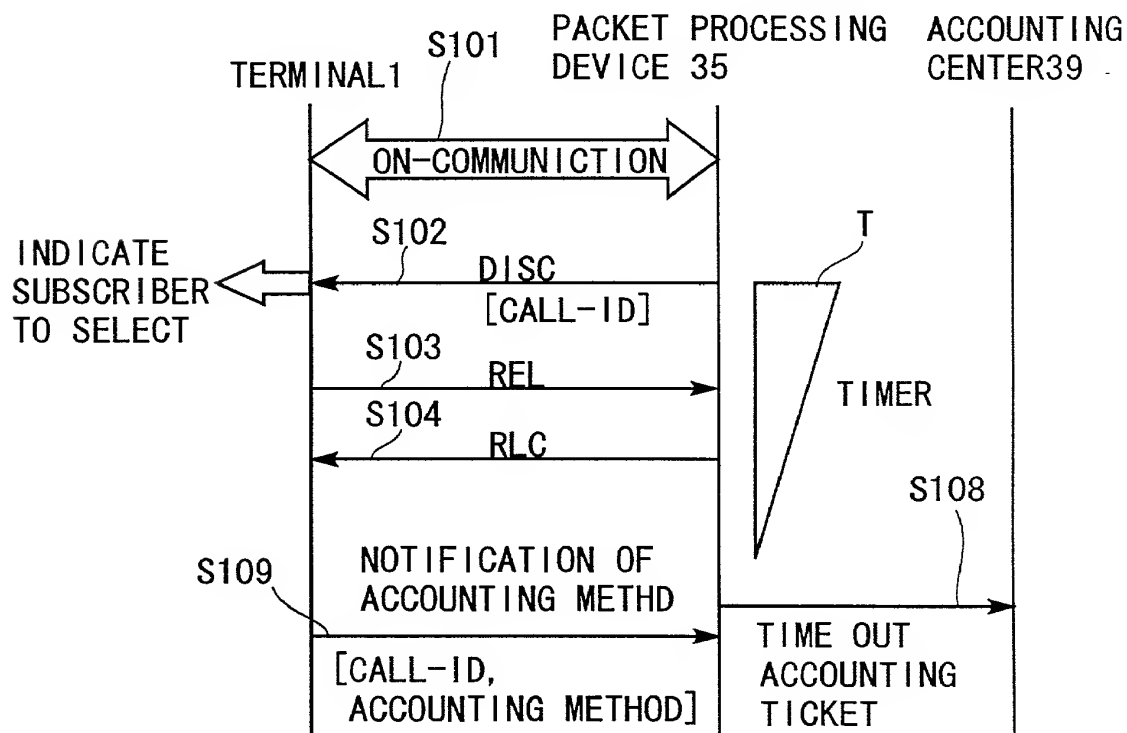 S101
PACKET PROCESSING
DEVICE 35
ACCOUNTING
CENTER39
TERMINAL1
ON-COMMUNICTION
T
S102
DISC
[CALL-ID]
INDICATE
SUBSCRIBER
TO SELECT
S103
REL
TIMER
S104
RLC
S108
S109
NOTIFICATION OF
ACCOUNTING METHD
TIME OUT
ACCOUNTING
TICKET
[CALL-ID,
ACCOUNTING METHOD]